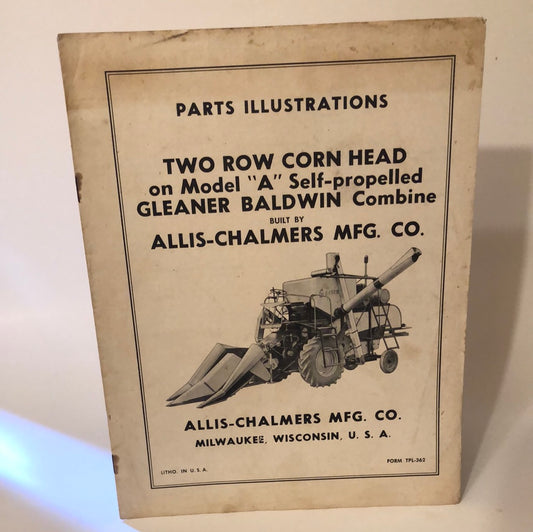 PARTS ILLUSTRATIONS
TWO ROW CORN HEAD
on Model "A" Self-propelled
GLEANER BALDWIN Combine
BUILT BY
ALLIS-CHALMERS MFG. CO.
ALLIS-CHALMERS MFG. CO.
MILWAUKEE, WISCONSIN, U. S. A.
LITHO. IN U. S. A.
FORM TPL-362